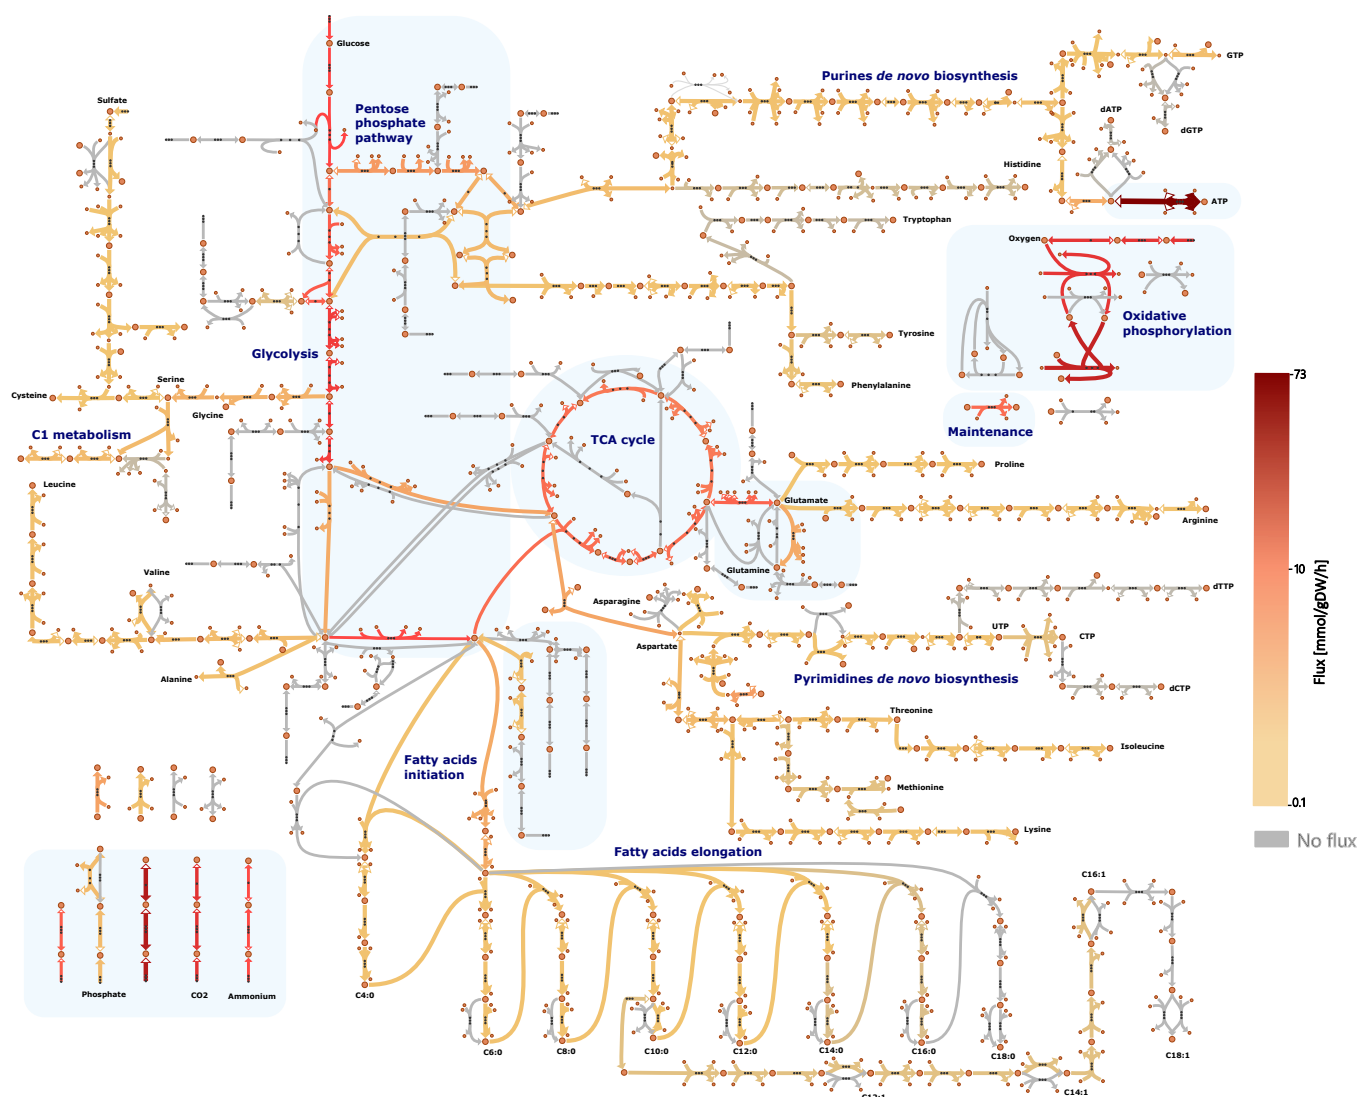 Glucose
Purines de novo biosynthesis
GTP
Sulfate
Pentose
phosphate
pathway
dATP
dGTP
Histidine
ATP
Tryptophan
Oxygen
Oxidative
phosphorylation
Tyrosine
Glycolysis
Serine
Phenylalanine
73
Cysteine
Glycine
C1 metabolism
TCA cycle
Maintenance
Proline
Leucine
Glutamate
Arginine
10
Flux [mmol/gDW/h]
Valine
Glutamine
Asparagine
dTTP
UTP
CTP
Aspartate
Alanine
Pyrimidines de novo biosynthesis
dCTP
Threonine
Isoleucine
Fatty acids
initiation
Methionine
0.1
Lysine
No flux
Fatty acids elongation
C16:1
Phosphate
CO2
Ammonium
C4:0
C6:0
C8:0
C10:0
C12:0
C14:0
C16:0
C18:0
C18:1
C14:1